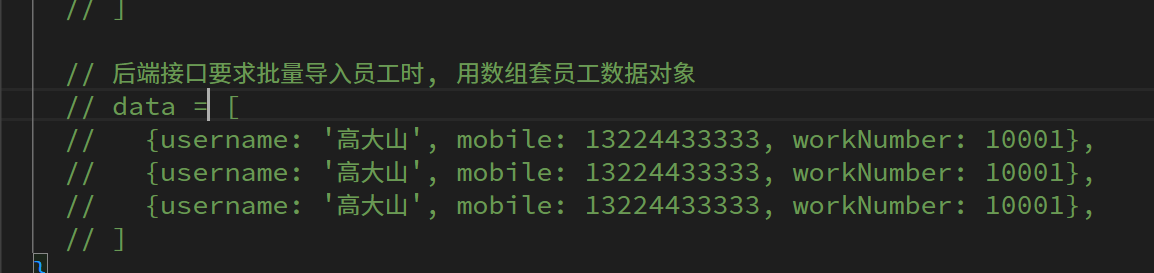 // ]
// 后端接口要求批量导入员工时, 用数组套员工数据对象
// data = [
//   {username: '高大山', mobile: 13224433333, workNumber: 10001},
//   {username: '高大山', mobile: 13224433333, workNumber: 10001},
//   {username: '高大山', mobile: 13224433333, workNumber: 10001},
// ]
}